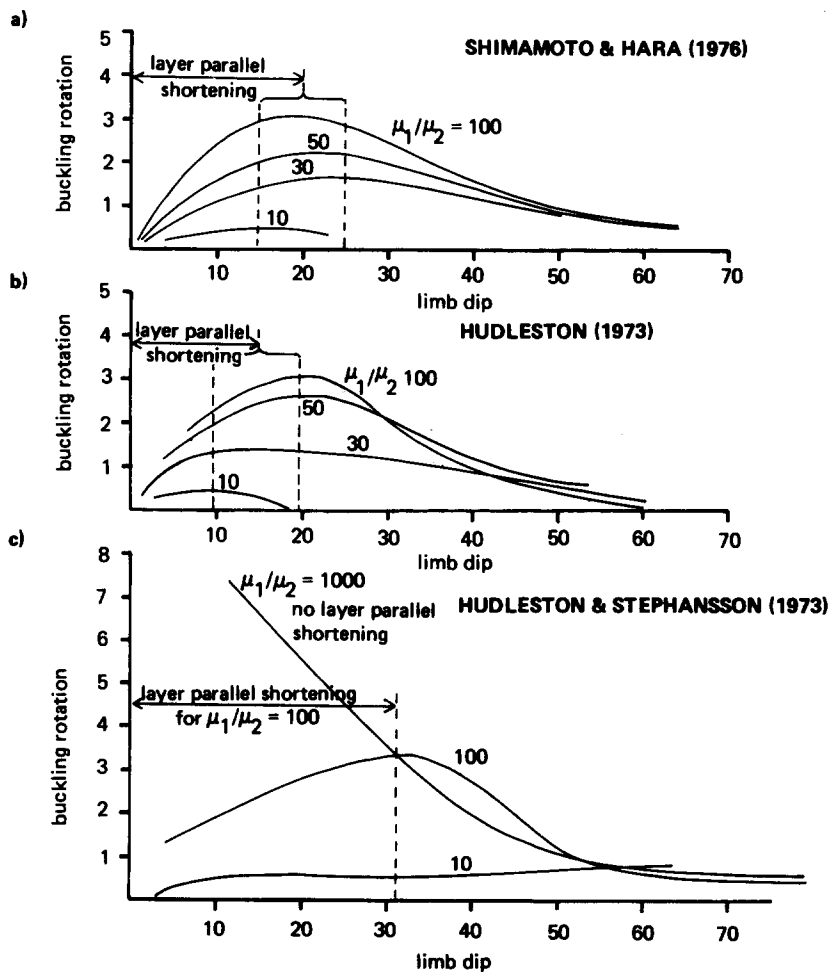 a)
SHIMAMOTO & HARA (1976)
5
4
3
2
1
buckling rotation
layer parallel
shortening
μ1/μ2 = 100
50
30
10
10 20 30 40 50 60 70
limb dip
b)
HUDLESTON (1973)
5
4
3
2
1
buckling rotation
layer parallel
shortening
μ1/μ2 100
50
30
10
10 20 30 40 50 60 70
limb dip
c)
HUDLESTON & STEPHANSSON (1973)
8
7
6
5
4
3
2
1
buckling rotation
μ1/μ2 = 1000
no layer parallel
shortening
layer parallel shortening
for μ1/μ2 = 100
100
10
10 20 30 40 50 60 70
limb dip